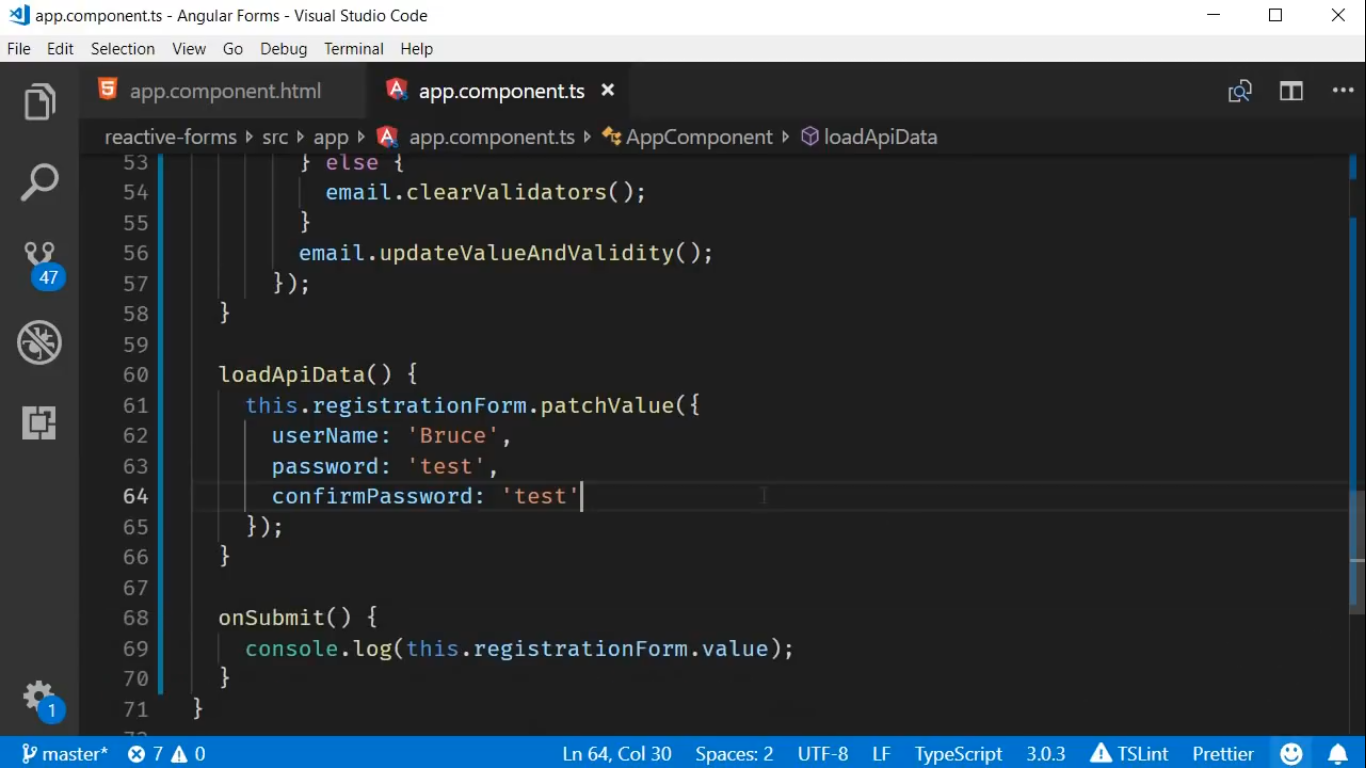 app.component.ts - Angular Forms - Visual Studio Code
File Edit Selection View Go Debug Terminal Help
app.component.html app.component.ts
reactive-forms src app app.component.ts AppComponent loadApiData
53 } else {
54 email.clearValidators();
55 }
56 email.updateValueAndValidity();
57 });
58 }
59
60 loadApiData() {
61 this.registrationForm.patchValue({
62 userName: 'Bruce',
63 password: 'test',
64 confirmPassword: 'test'
65 });
66 }
67
68 onSubmit() {
69 console.log(this.registrationForm.value);
70 }
71 }
47
1
master* 7 0 Ln 64, Col 30 Spaces: 2 UTF-8 LF TypeScript 3.0.3 TSLint Prettier